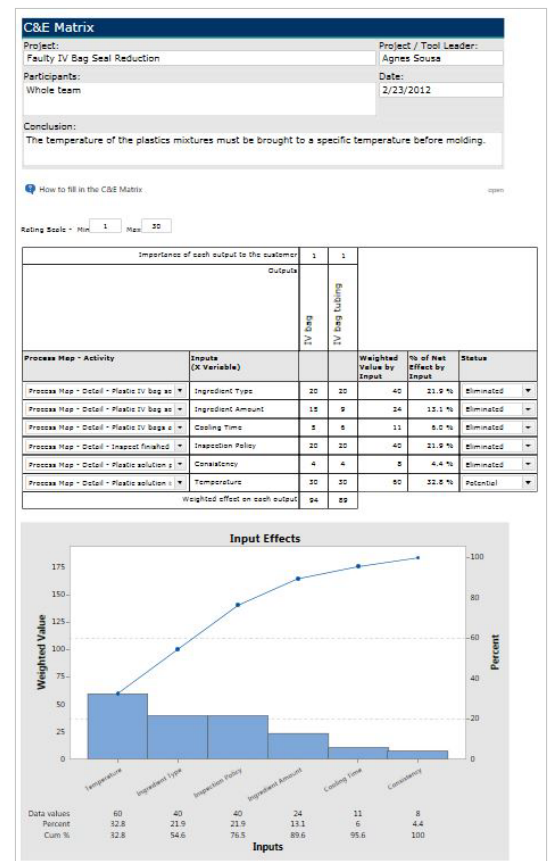 C&E Matrix
Project: Project / Tool Leader:
Faulty IV Bag Seal Reduction Agnes Sousa
Participants: Date:
Whole team 2/23/2012
Conclusion:
The temperature of the plastics mixtures must be brought to a specific temperature before molding.
How to fill in the C&E Matrix open
Rating Scale - Min 1 Max 30
Importance of each output to the customer 1 1
Outputs
IV bag
IV bag tubing
Process Map - Activity Inputs (X Variable) Weighted Value by Input % of Net Effect by Input Status
Process Map - Detail - Plastic IV bag se Ingredient Type 20 20 40 21.9 % Eliminated
Process Map - Detail - Plastic IV bag se Ingredient Amount 15 9 24 13.1 % Eliminated
Process Map - Detail - Plastic IV bags a Cooling Time 5 6 11 6.0 % Eliminated
Process Map - Detail - Inspect finished Inspection Policy 20 20 40 21.9 % Eliminated
Process Map - Detail - Plastic solution Consistency 4 4 8 4.4 % Eliminated
Process Map - Detail - Plastic solution Temperature 30 30 60 32.8 % Potential
Weighted effect on each output 94 89
Input Effects
175
150
125
100
75
50
25
0
Weighted Value
100
80
60
40
20
0
Percent
Temperature Ingredient Type Inspection Policy Ingredient Amount Cooling Time Consistency
Data values 60 40 40 24 11 8
Percent 32.8 21.9 21.9 13.1 6 4.4
Cum % 32.8 54.6 76.5 89.6 95.6 100
Inputs